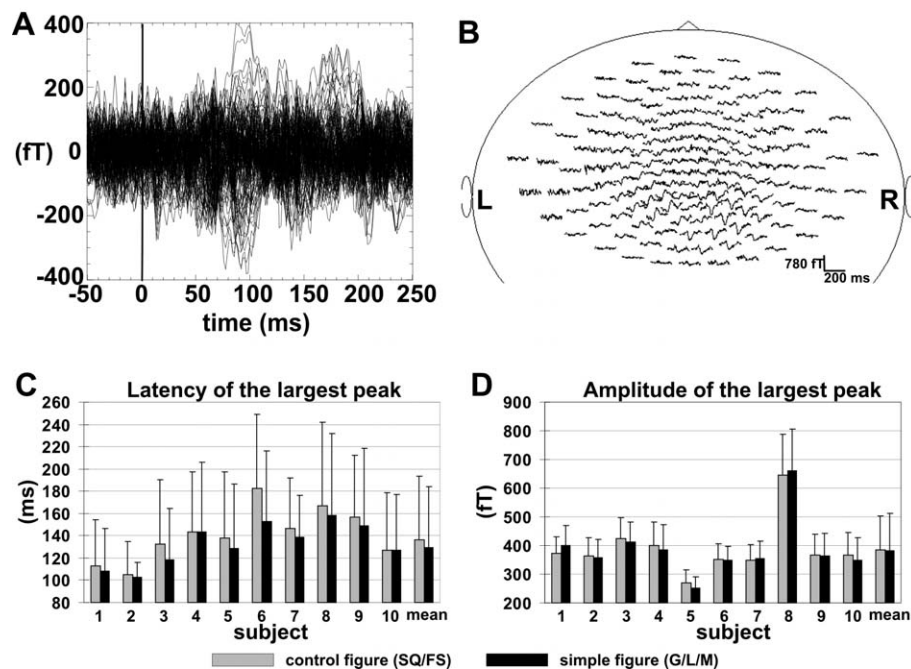 A
400
200
(fT) 0
-200
-400
-50 0 50 100 150 200 250
time (ms)
B
L
R
780 fT
200 ms
C
Latency of the largest peak
260
240
220
200
180
160
140
120
100
80
(ms)
1 2 3 4 5 6 7 8 9 10 mean
subject
D
Amplitude of the largest peak
900
800
700
600
500
400
300
200
(fT)
1 2 3 4 5 6 7 8 9 10 mean
subject
control figure (SQ/FS)
simple figure (G/L/M)